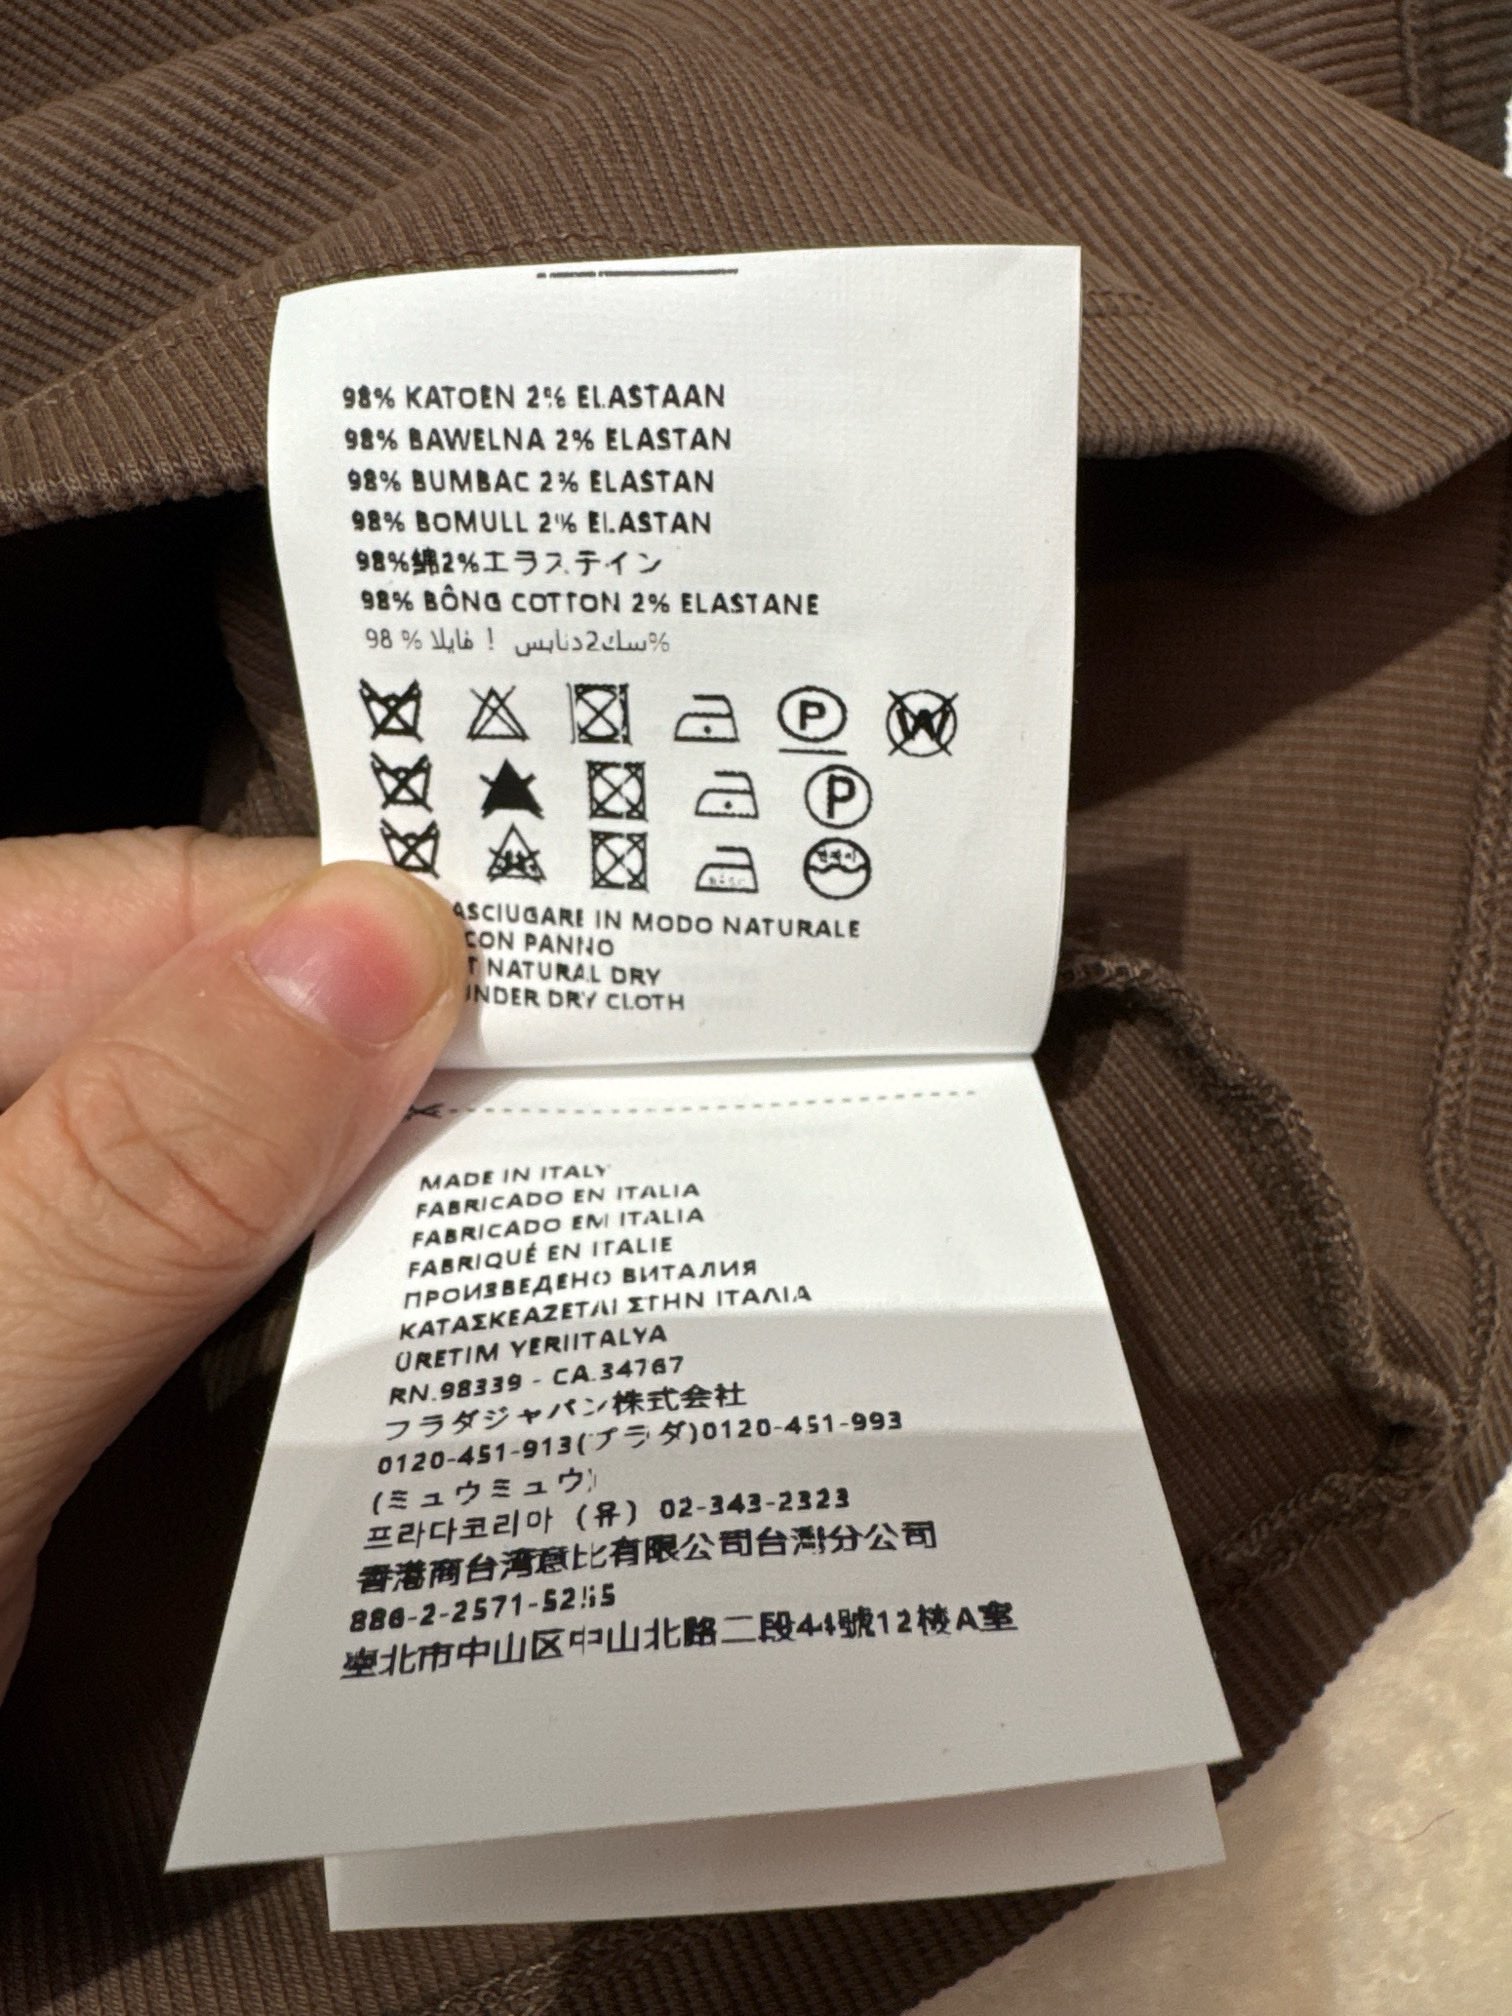 98% KATOEN 2% ELASTAAN
98% BAWELNA 2% ELASTAN
98% BUMBAC 2% ELASTAN
98% BOMULL 2% ELASTAN
98%綿2%エラステイン
98% BÔNG COTTON 2% ELASTANE
98 %
P W
P
ASCIUGARE IN MODO NATURALE
CON PANNO
T NATURAL DRY
UNDER DRY CLOTH
MADE IN ITALY
FABRICADO EN ITALIA
FABRICADO EM ITALIA
FABRIQUÉ EN ITALIE
ПРОИЗВЕДЕНО ВИТАЛИЯ
ΚΑΤΑΣΚΕΑΖΕΤΑΙ ΣΤΗΝ ΙΤΑΛΙΑ
ÜRETIM YERIITALYA
RN.98339 - CA.34767
フラダジャパン株式会社
0120-451-913(プラダ)0120-451-993
(ミュウミュウ)
프라다코리아 (유) 02-343-2323
香港商台湾意比有限公司台灣分公司
886-2-2571-5255
北市中山区中山北路二段44號12楼A室